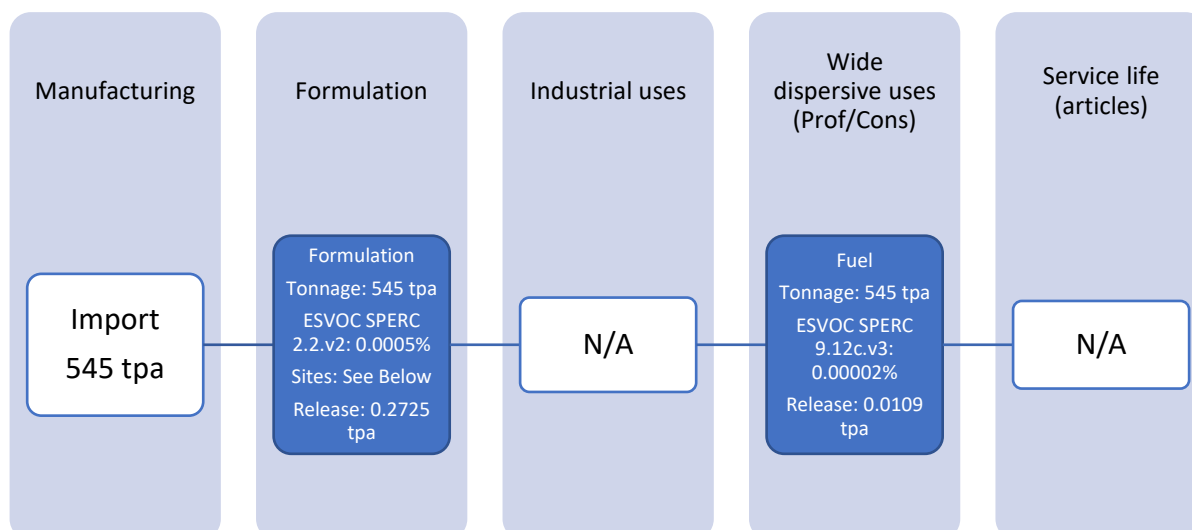 Manufacturing
Import
545 tpa
Formulation
Formulation
Tonnage: 545 tpa
ESVOC SPERC
2.2.v2: 0.0005%
Sites: See Below
Release: 0.2725
tpa
Industrial uses
N/A
Wide
dispersive uses
(Prof/Cons)
Fuel
Tonnage: 545 tpa
ESVOC SPERC
9.12c.v3:
0.00002%
Release: 0.0109
tpa
Service life
(articles)
N/A